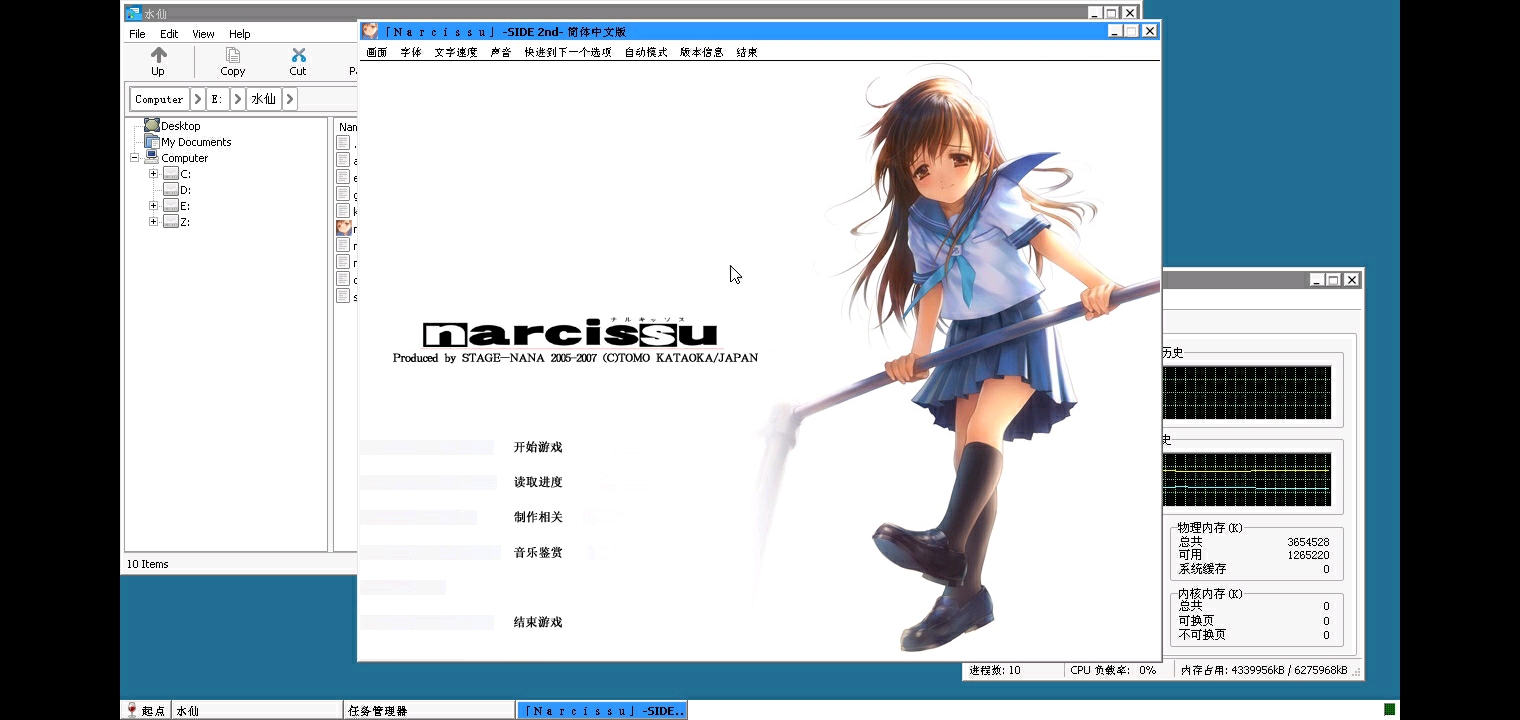 水仙
File Edit View Help
Up Copy Cut
Computer E: 水仙
Desktop
My Documents
Computer
C:
D:
E:
Z:
10 Items
「Narcissu」 -SIDE 2nd- 简体中文版
画面 字体 文字速度 声音 快进到下一个选项 自动模式 版本信息 结束
ナルキッソス
narcissu
Produced by STAGE-NANA 2005-2007 (C)TOMO KATAOKA/JAPAN
开始游戏
读取进度
制作相关
音乐鉴赏
结束游戏
历史
史
物理内存(K)
总共 3654528
可用 1265220
系统缓存 0
内核内存(K)
总共 0
可换页 0
不可换页 0
进程数: 10 CPU 负载率: 0% 内存占用: 4339956kB / 6275968kB
起点 水仙 任务管理器 「Narcissu」 -SIDE..